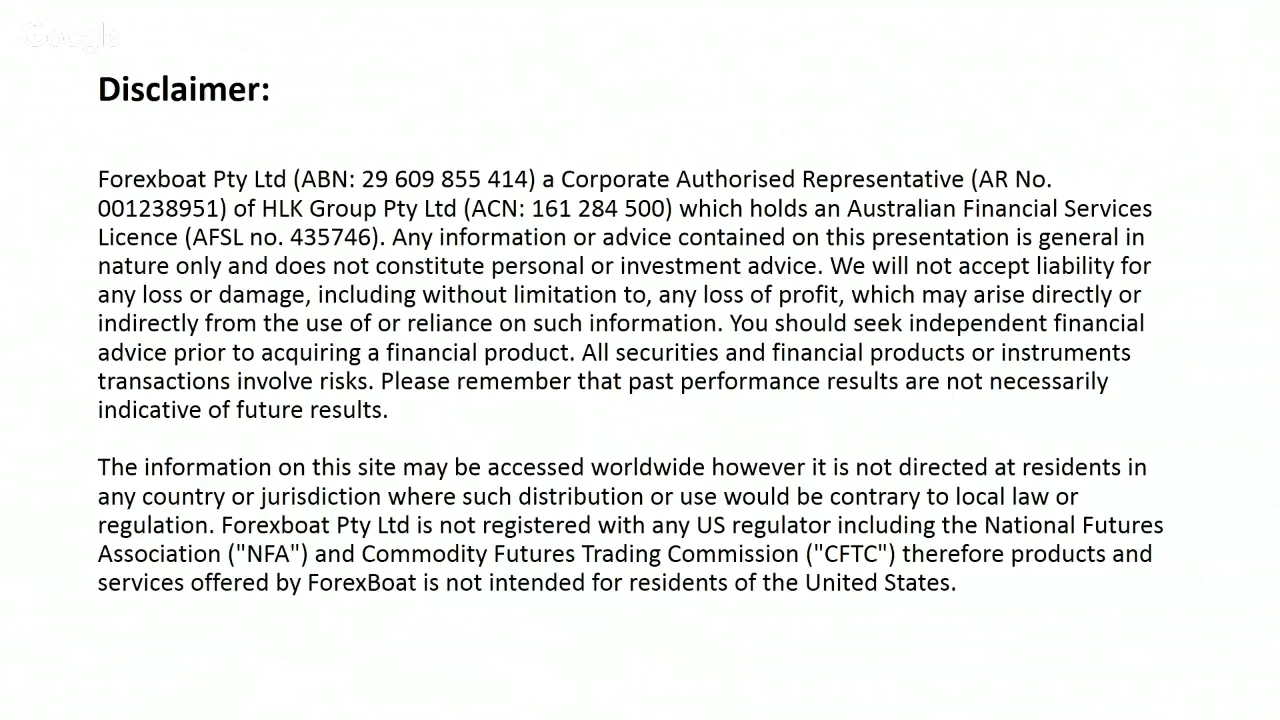 Google
Disclaimer:
Forexboat Pty Ltd (ABN: 29 609 855 414) a Corporate Authorised Representative (AR No.
001238951) of HLK Group Pty Ltd (ACN: 161 284 500) which holds an Australian Financial Services
Licence (AFSL no. 435746). Any information or advice contained on this presentation is general in
nature only and does not constitute personal or investment advice. We will not accept liability for
any loss or damage, including without limitation to, any loss of profit, which may arise directly or
indirectly from the use of or reliance on such information. You should seek independent financial
advice prior to acquiring a financial product. All securities and financial products or instruments
transactions involve risks. Please remember that past performance results are not necessarily
indicative of future results.
The information on this site may be accessed worldwide however it is not directed at residents in
any country or jurisdiction where such distribution or use would be contrary to local law or
regulation. Forexboat Pty Ltd is not registered with any US regulator including the National Futures
Association ("NFA") and Commodity Futures Trading Commission ("CFTC") therefore products and
services offered by ForexBoat is not intended for residents of the United States.